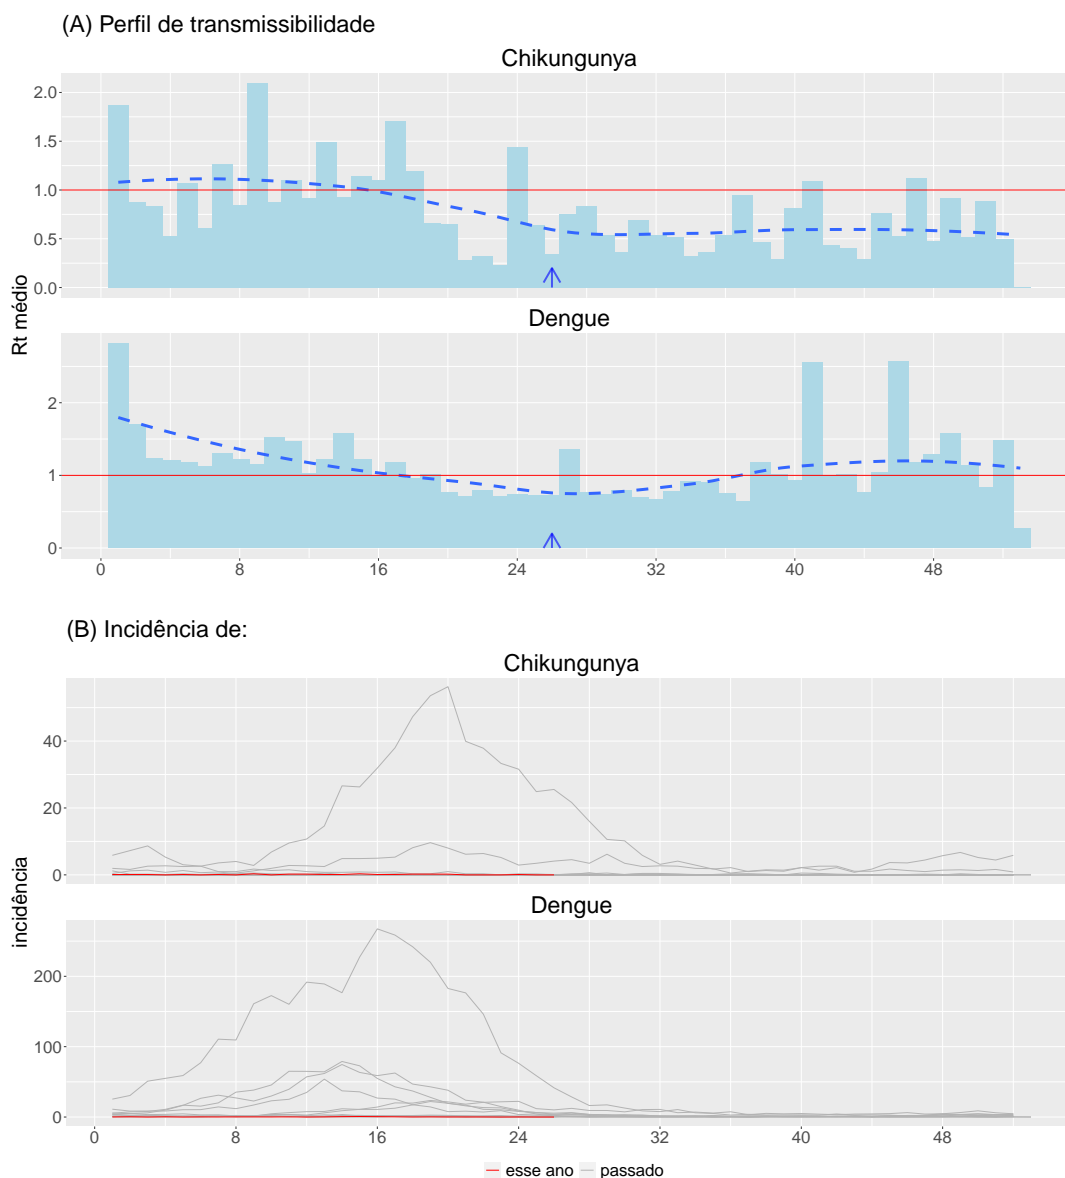 (A) Perfil de transmissibilidade
Chikungunya
2.0
1.5
1.0
0.5
0.0
Rt médio
Dengue
2
1
0
0 8 16 24 32 40 48
(B) Incidência de:
Chikungunya
40
20
0
incidência
Dengue
200
100
0
0 8 16 24 32 40 48
esse ano passado